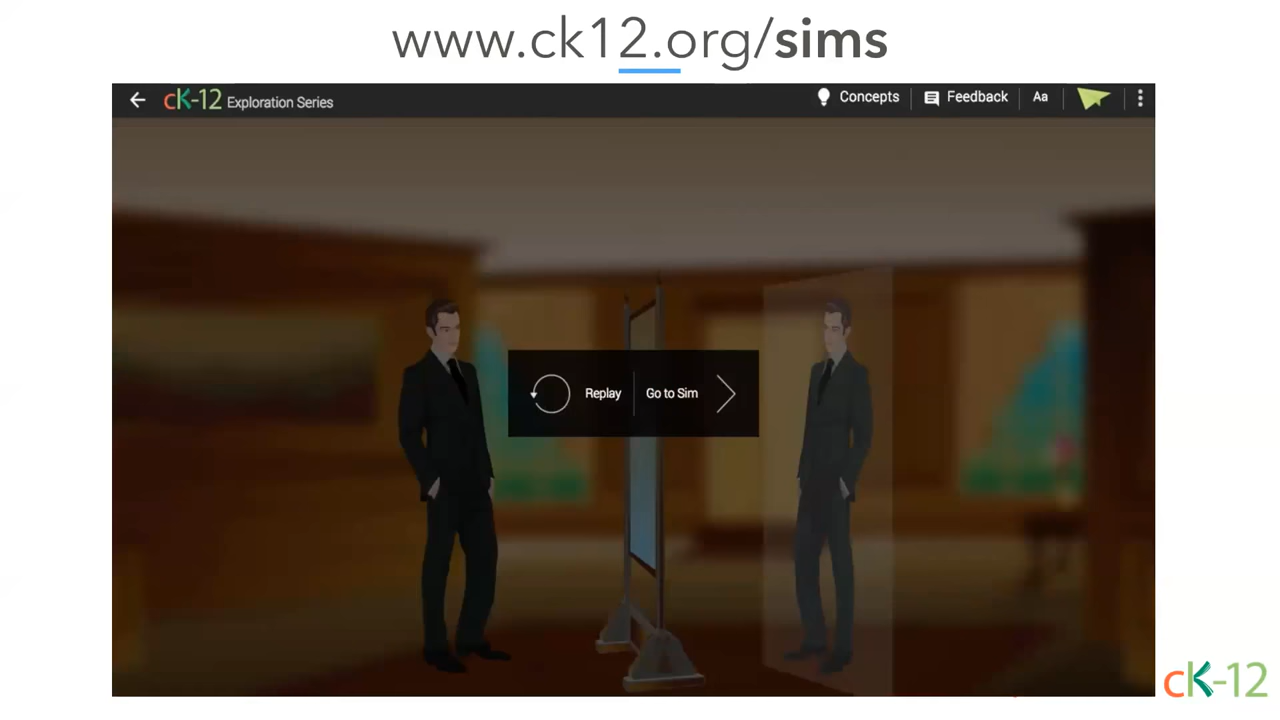 www.ck12.org/sims
cK-12 Exploration Series Concepts Feedback Aa
Replay Go to Sim
cK-12